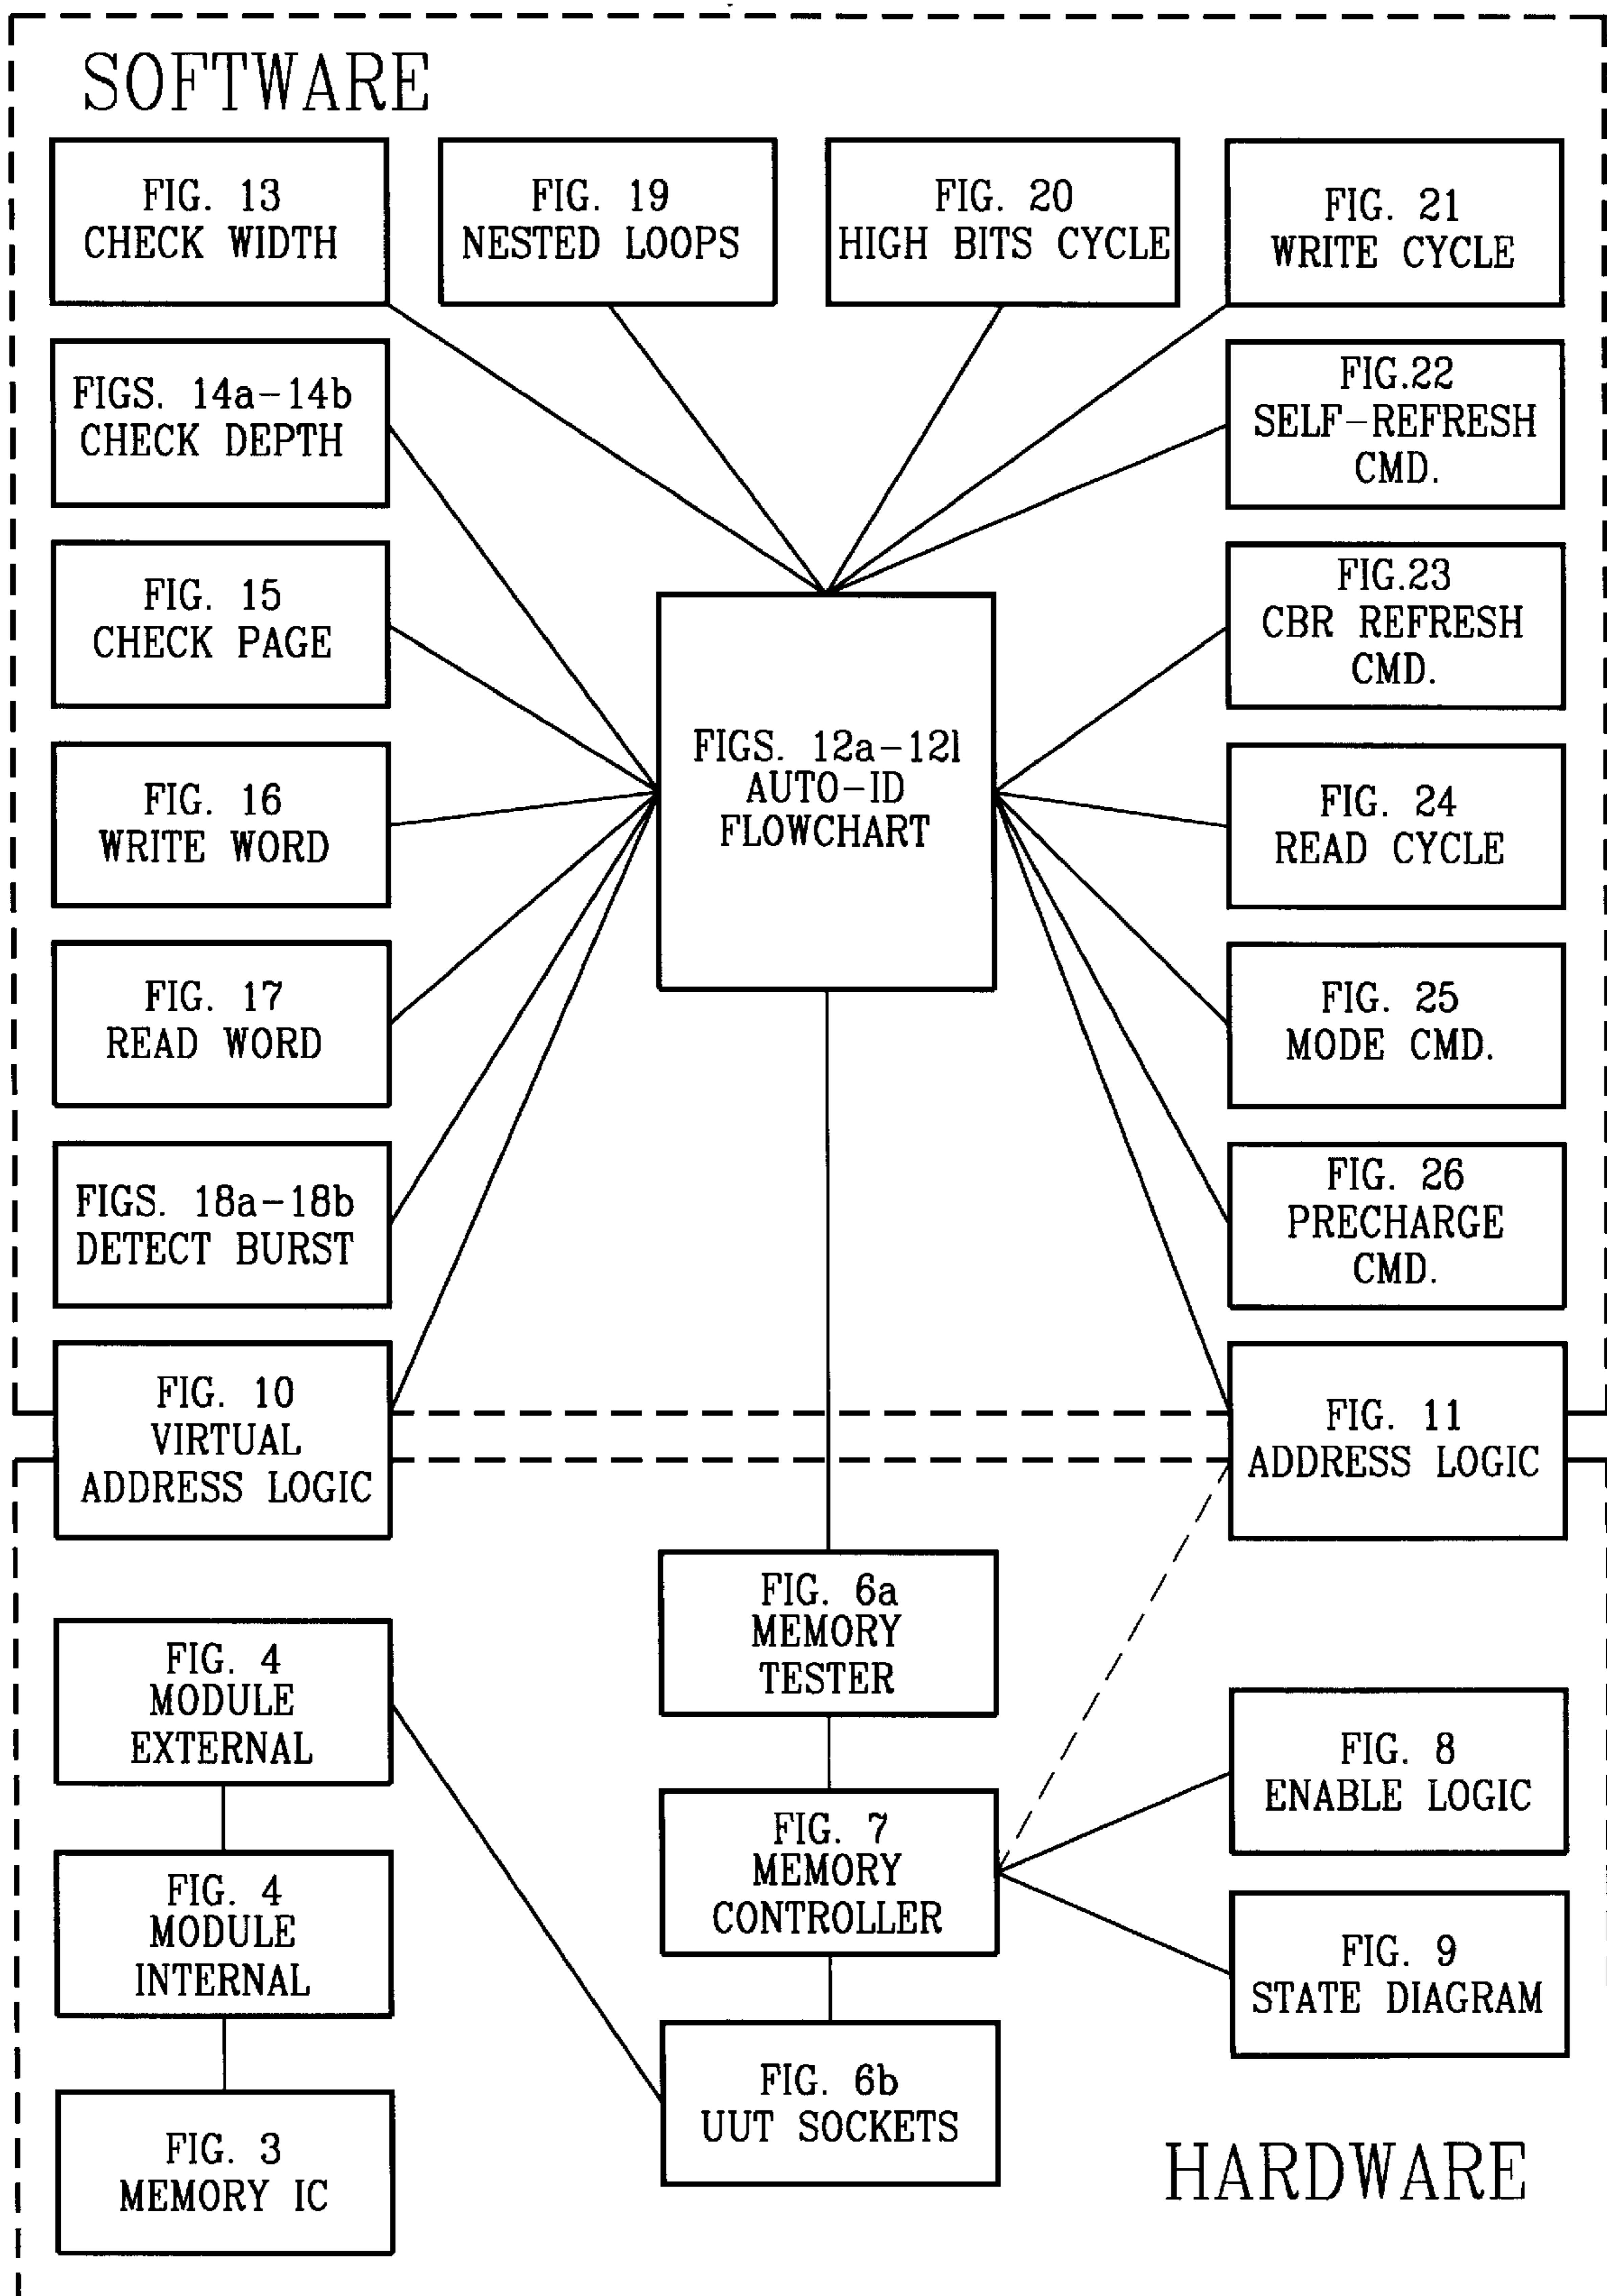 SOFTWARE
FIG. 13
CHECK WIDTH
FIG. 19
NESTED LOOPS
FIG. 20
HIGH BITS CYCLE
FIG. 21
WRITE CYCLE
FIGS. 14a-14b
CHECK DEPTH
FIG.22
SELF-REFRESH
CMD.
FIG. 15
CHECK PAGE
FIG.23
CBR REFRESH
CMD.
FIGS. 12a-12l
AUTO-ID
FLOWCHART
FIG. 16
WRITE WORD
FIG. 24
READ CYCLE
FIG. 17
READ WORD
FIG. 25
MODE CMD.
FIGS. 18a-18b
DETECT BURST
FIG. 26
PRECHARGE
CMD.
FIG. 10
VIRTUAL
ADDRESS LOGIC
FIG. 11
ADDRESS LOGIC
FIG. 6a
MEMORY
TESTER
FIG. 4
MODULE
EXTERNAL
FIG. 8
ENABLE LOGIC
FIG. 7
MEMORY
CONTROLLER
FIG. 4
MODULE
INTERNAL
FIG. 9
STATE DIAGRAM
FIG. 6b
UUT SOCKETS
FIG. 3
MEMORY IC
HARDWARE